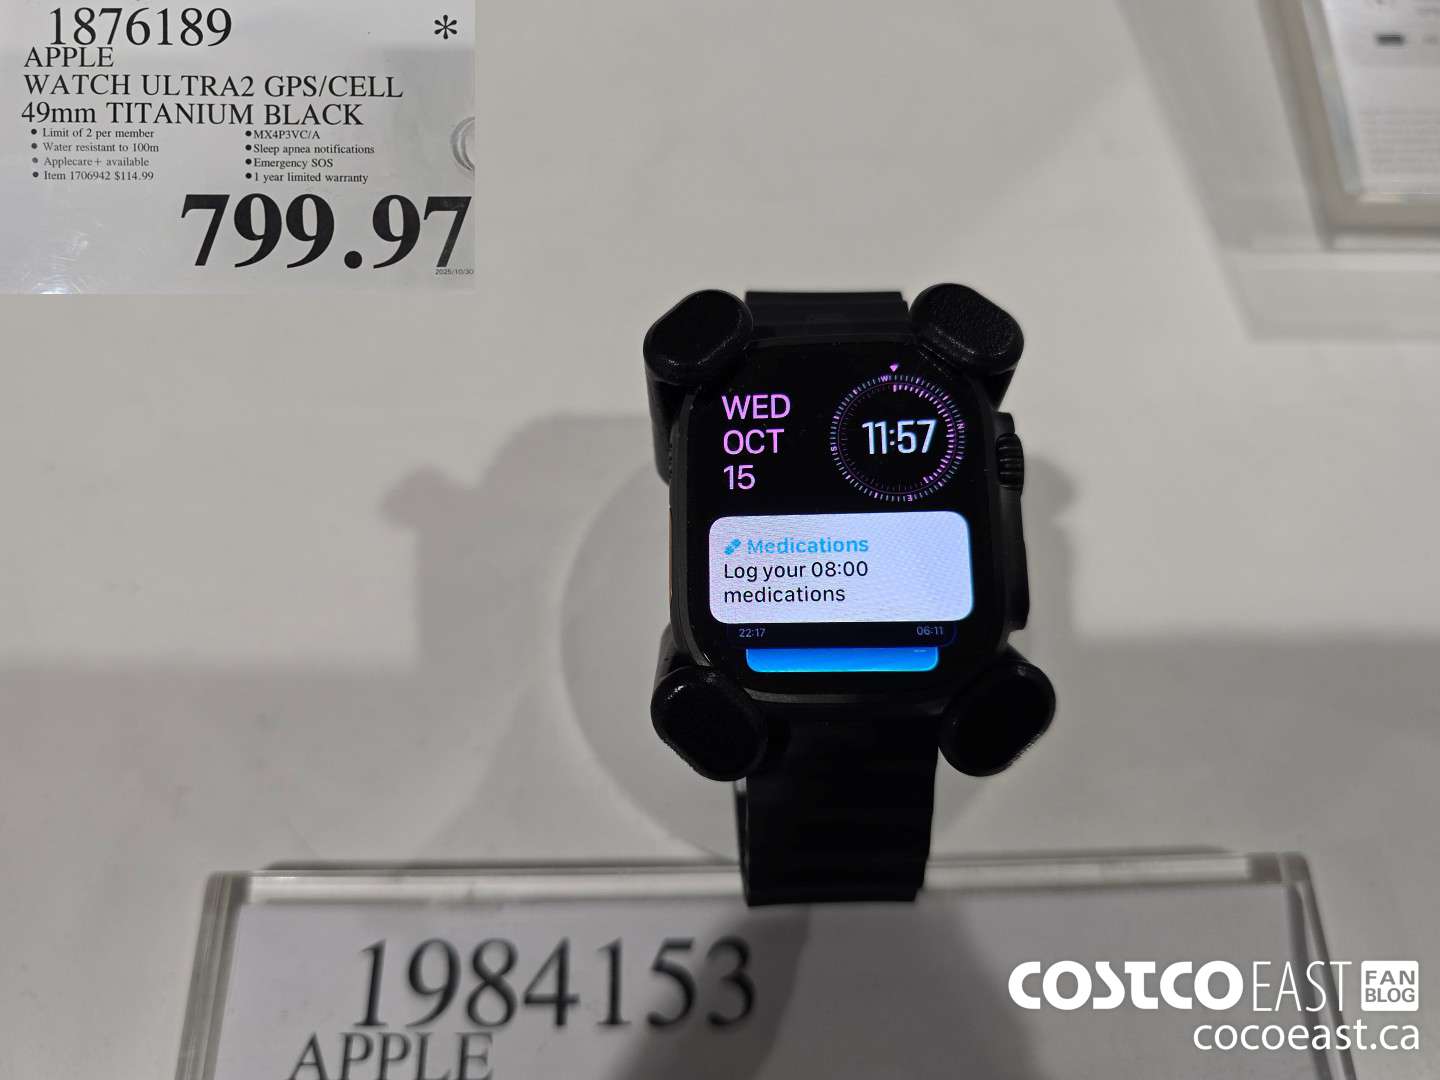 1876189 *
APPLE
WATCH ULTRA2 GPS/CELL
49mm TITANIUM BLACK
• Limit of 2 per member
• Water resistant to 100m
• Applecare+ available
• Item 1706942 $114.99
• MX4P3VC/A
• Sleep apnea notifications
• Emergency SOS
• 1 year limited warranty
799.97
2025/10/30
WED
OCT
15
11:57
W
N
S
E
Medications
Log your 08:00
medications
22:17 06:11
1984153
APPLE
COSTCO EAST FAN
BLOG
cocoeast.ca